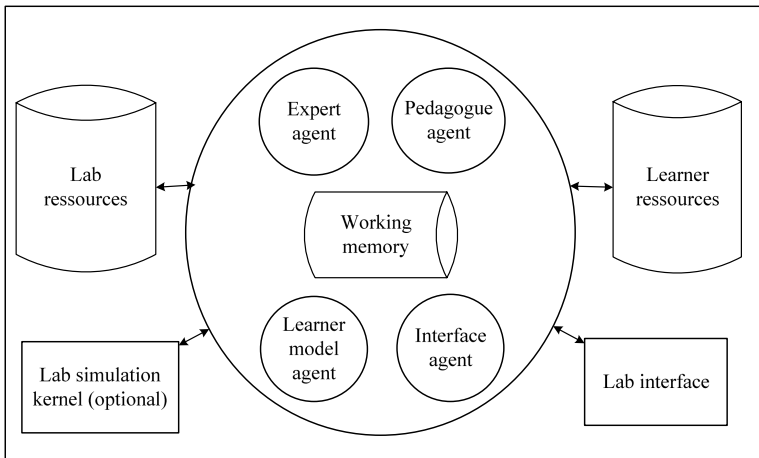 Expert
agent
Pedagogue
agent
Lab
ressources
Working
memory
Learner
ressources
Learner
model
agent
Interface
agent
Lab simulation
kernel (optional)
Lab interface